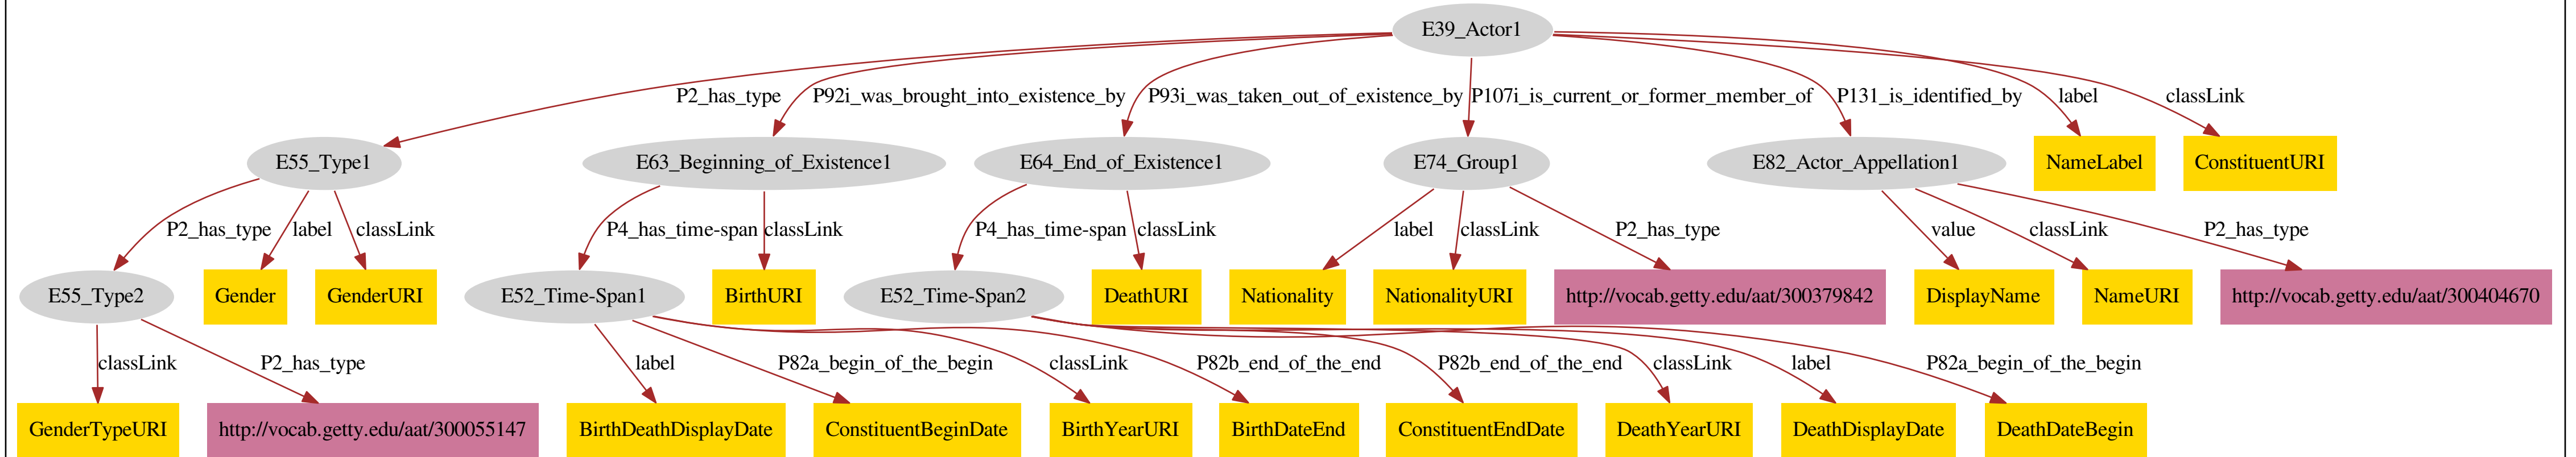 E39_Actor1
P2_has_type
P92i_was_brought_into_existence_by
P93i_was_taken_out_of_existence_by
P107i_is_current_or_former_member_of
P131_is_identified_by
label
classLink
E55_Type1
E63_Beginning_of_Existence1
E64_End_of_Existence1
E74_Group1
E82_Actor_Appellation1
NameLabel
ConstituentURI
P2_has_type
label
classLink
P4_has_time-span
classLink
P4_has_time-span
classLink
label
classLink
P2_has_type
value
classLink
P2_has_type
E55_Type2
Gender
GenderURI
E52_Time-Span1
BirthURI
E52_Time-Span2
DeathURI
Nationality
NationalityURI
http://vocab.getty.edu/aat/300379842
DisplayName
NameURI
http://vocab.getty.edu/aat/300404670
classLink
P2_has_type
label
P82a_begin_of_the_begin
classLink
P82b_end_of_the_end
P82b_end_of_the_end
classLink
label
P82a_begin_of_the_begin
GenderTypeURI
http://vocab.getty.edu/aat/300055147
BirthDeathDisplayDate
ConstituentBeginDate
BirthYearURI
BirthDateEnd
ConstituentEndDate
DeathYearURI
DeathDisplayDate
DeathDateBegin